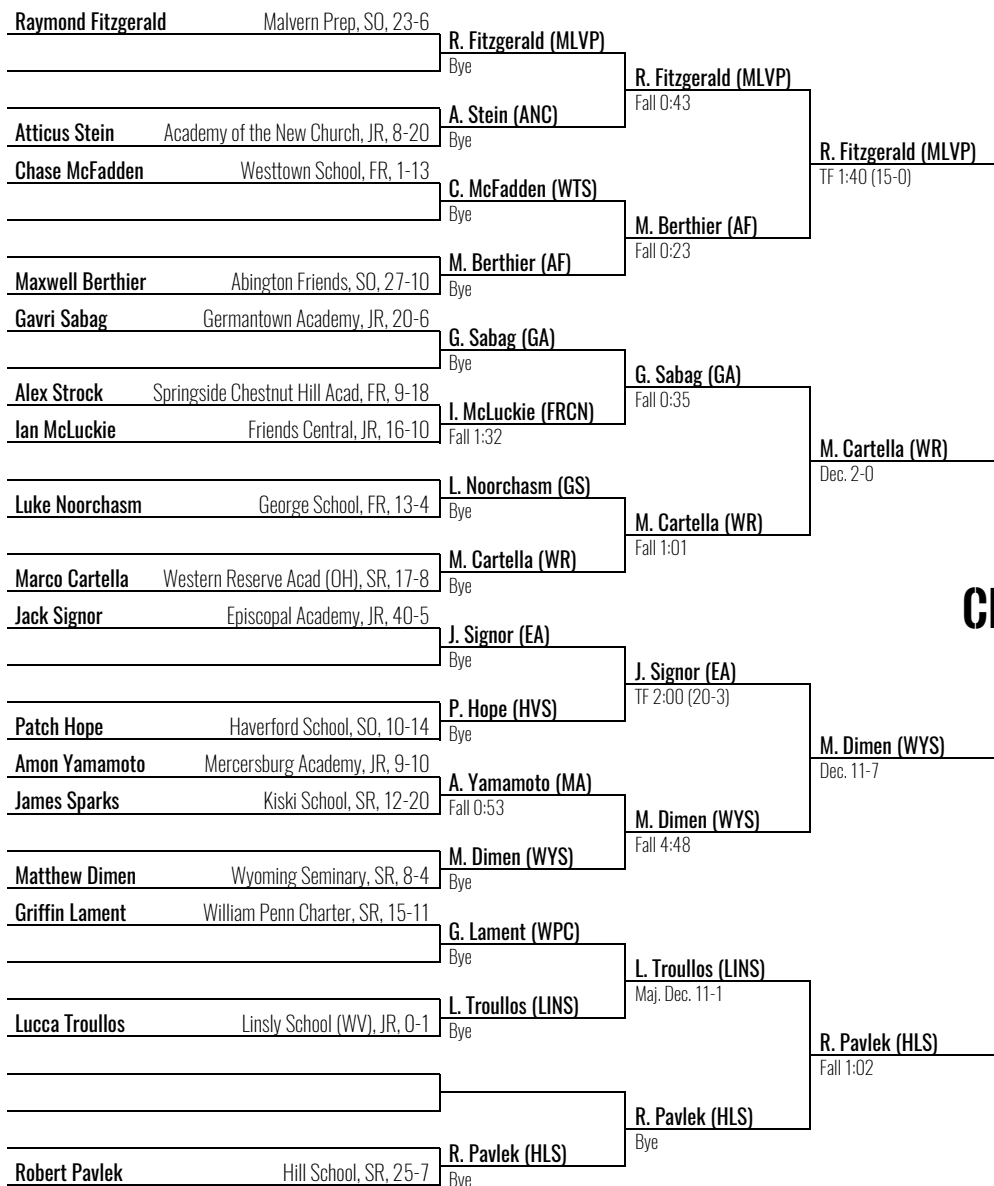 Raymond Fitzgerald Malvern Prep, SO, 23-6
R. Fitzgerald (MLVP)
Bye
R. Fitzgerald (MLVP)
Fall 0:43
A. Stein (ANC)
Atticus Stein Academy of the New Church, JR, 8-20
Bye
R. Fitzgerald (MLVP)
TF 1:40 (15-0)
Chase McFadden Westtown School, FR, 1-13
C. McFadden (WTS)
Bye
M. Berthier (AF)
Fall 0:23
M. Berthier (AF)
Maxwell Berthier Abington Friends, SO, 27-10
Bye
Gavri Sabag Germantown Academy, JR, 20-6
G. Sabag (GA)
Bye
G. Sabag (GA)
Fall 0:35
Alex Strock Springside Chestnut Hill Acad, FR, 9-18
I. McLuckie (FRCN)
Ian McLuckie Friends Central, JR, 16-10
Fall 1:32
M. Cartella (WR)
Dec. 2-0
L. Noorchasm (GS)
Luke Noorchasm George School, FR, 13-4
Bye
M. Cartella (WR)
Fall 1:01
M. Cartella (WR)
Marco Cartella Western Reserve Acad (OH), SR, 17-8
Bye
Jack Signor Episcopal Academy, JR, 40-5
J. Signor (EA)
Bye
J. Signor (EA)
TF 2:00 (20-3)
P. Hope (HVS)
Patch Hope Haverford School, SO, 10-14
Bye
M. Dimen (WYS)
Dec. 11-7
Amon Yamamoto Mercersburg Academy, JR, 9-10
A. Yamamoto (MA)
James Sparks Kiski School, SR, 12-20
Fall 0:53
M. Dimen (WYS)
Fall 4:48
M. Dimen (WYS)
Matthew Dimen Wyoming Seminary, SR, 8-4
Bye
Griffin Lament William Penn Charter, SR, 15-11
G. Lament (WPC)
Bye
L. Troullos (LINS)
Maj. Dec. 11-1
L. Troullos (LINS)
Lucca Troullos Linsly School (WV), JR, 0-1
Bye
R. Pavlek (HLS)
Fall 1:02
R. Pavlek (HLS)
Bye
R. Pavlek (HLS)
Robert Pavlek Hill School, SR, 25-7
Bye